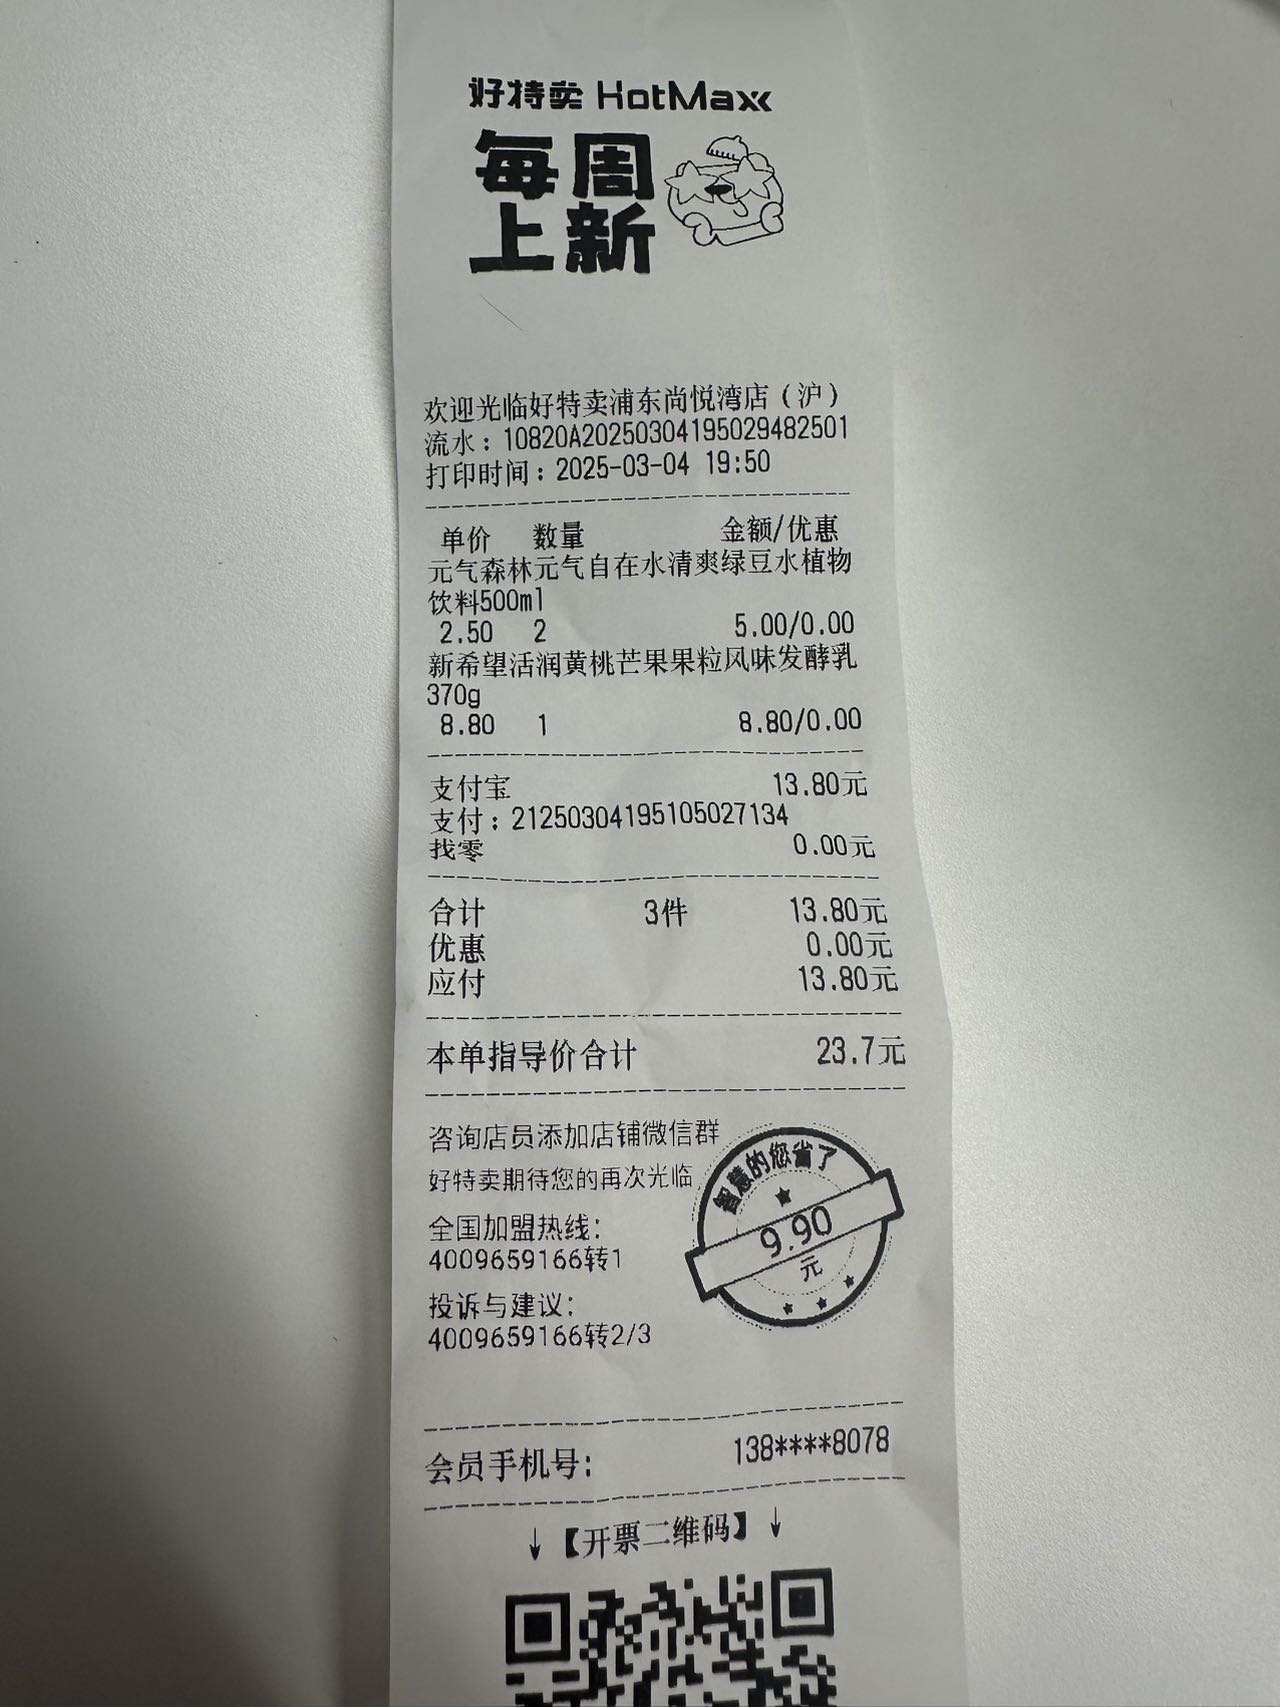 好特卖 HotMaxx
每周
上新
欢迎光临好特卖浦东尚悦湾店（沪）
流水：10820A20250304195029482501
打印时间：2025-03-04 19:50
单价 数量 金额/优惠
元气森林元气自在水清爽绿豆水植物
饮料500ml
2.50 2 5.00/0.00
新希望活润黄桃芒果果粒风味发酵乳
370g
8.80 1 8.80/0.00
支付宝 13.80元
支付：21250304195105027134
找零 0.00元
合计 3件 13.80元
优惠 0.00元
应付 13.80元
本单指导价合计 23.7元
咨询店员添加店铺微信群
好特卖期待您的再次光临
全国加盟热线：
4009659166转1
投诉与建议：
4009659166转2/3
智慧的您省了
9.90
元
会员手机号： 138****8078
↓【开票二维码】↓